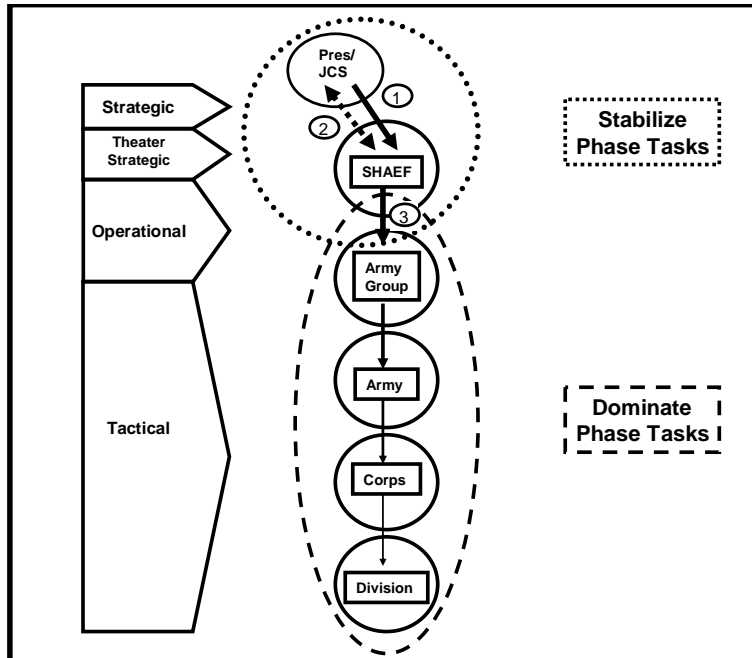 Pres/
JCS
1
Strategic
2
Stabilize
Phase Tasks
Theater
Strategic
SHAEF
3
Operational
Army
Group
Army
Dominate
Phase Tasks
Tactical
Corps
Division